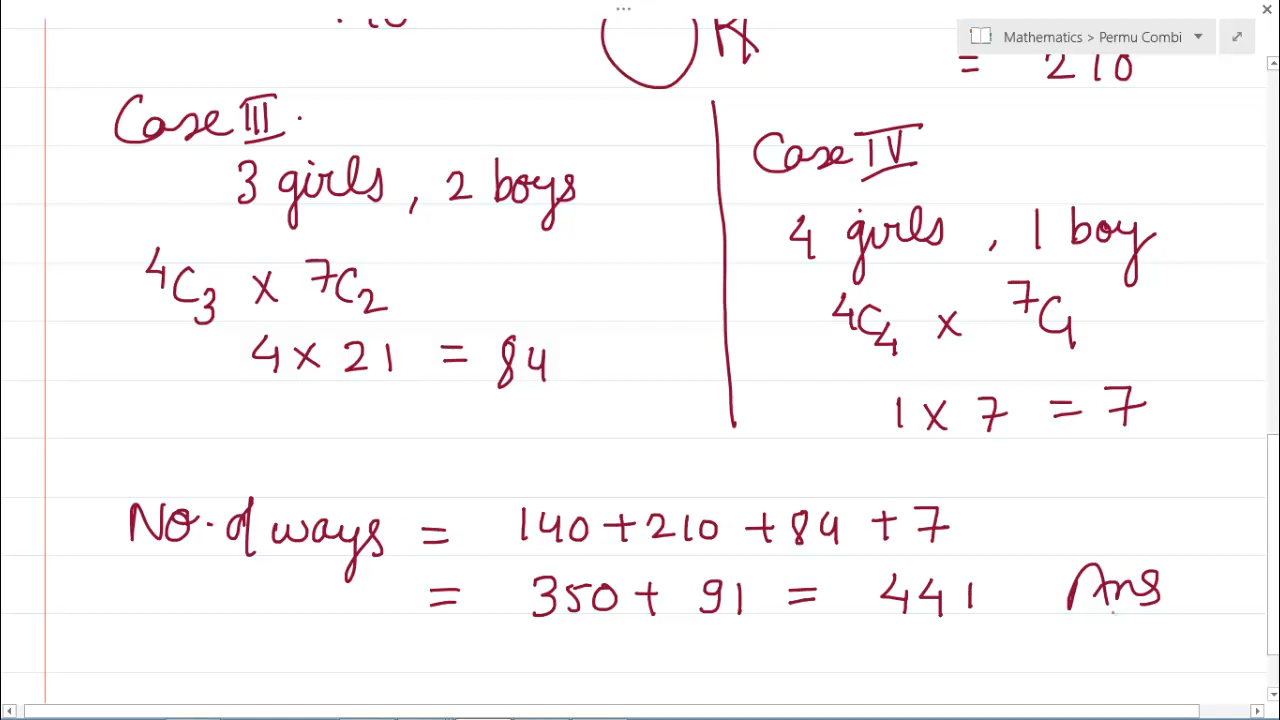 Mathematics > Permu Combi
= 210
Case III.
3 girls, 2 boys
⁴C₃ × ⁷C₂
4 × 21 = 84
Case IV
4 girls, 1 boy
⁴C₄ × ⁷C₁
1 × 7 = 7
No. of ways = 140 + 210 + 84 + 7
= 350 + 91 = 441 Ans